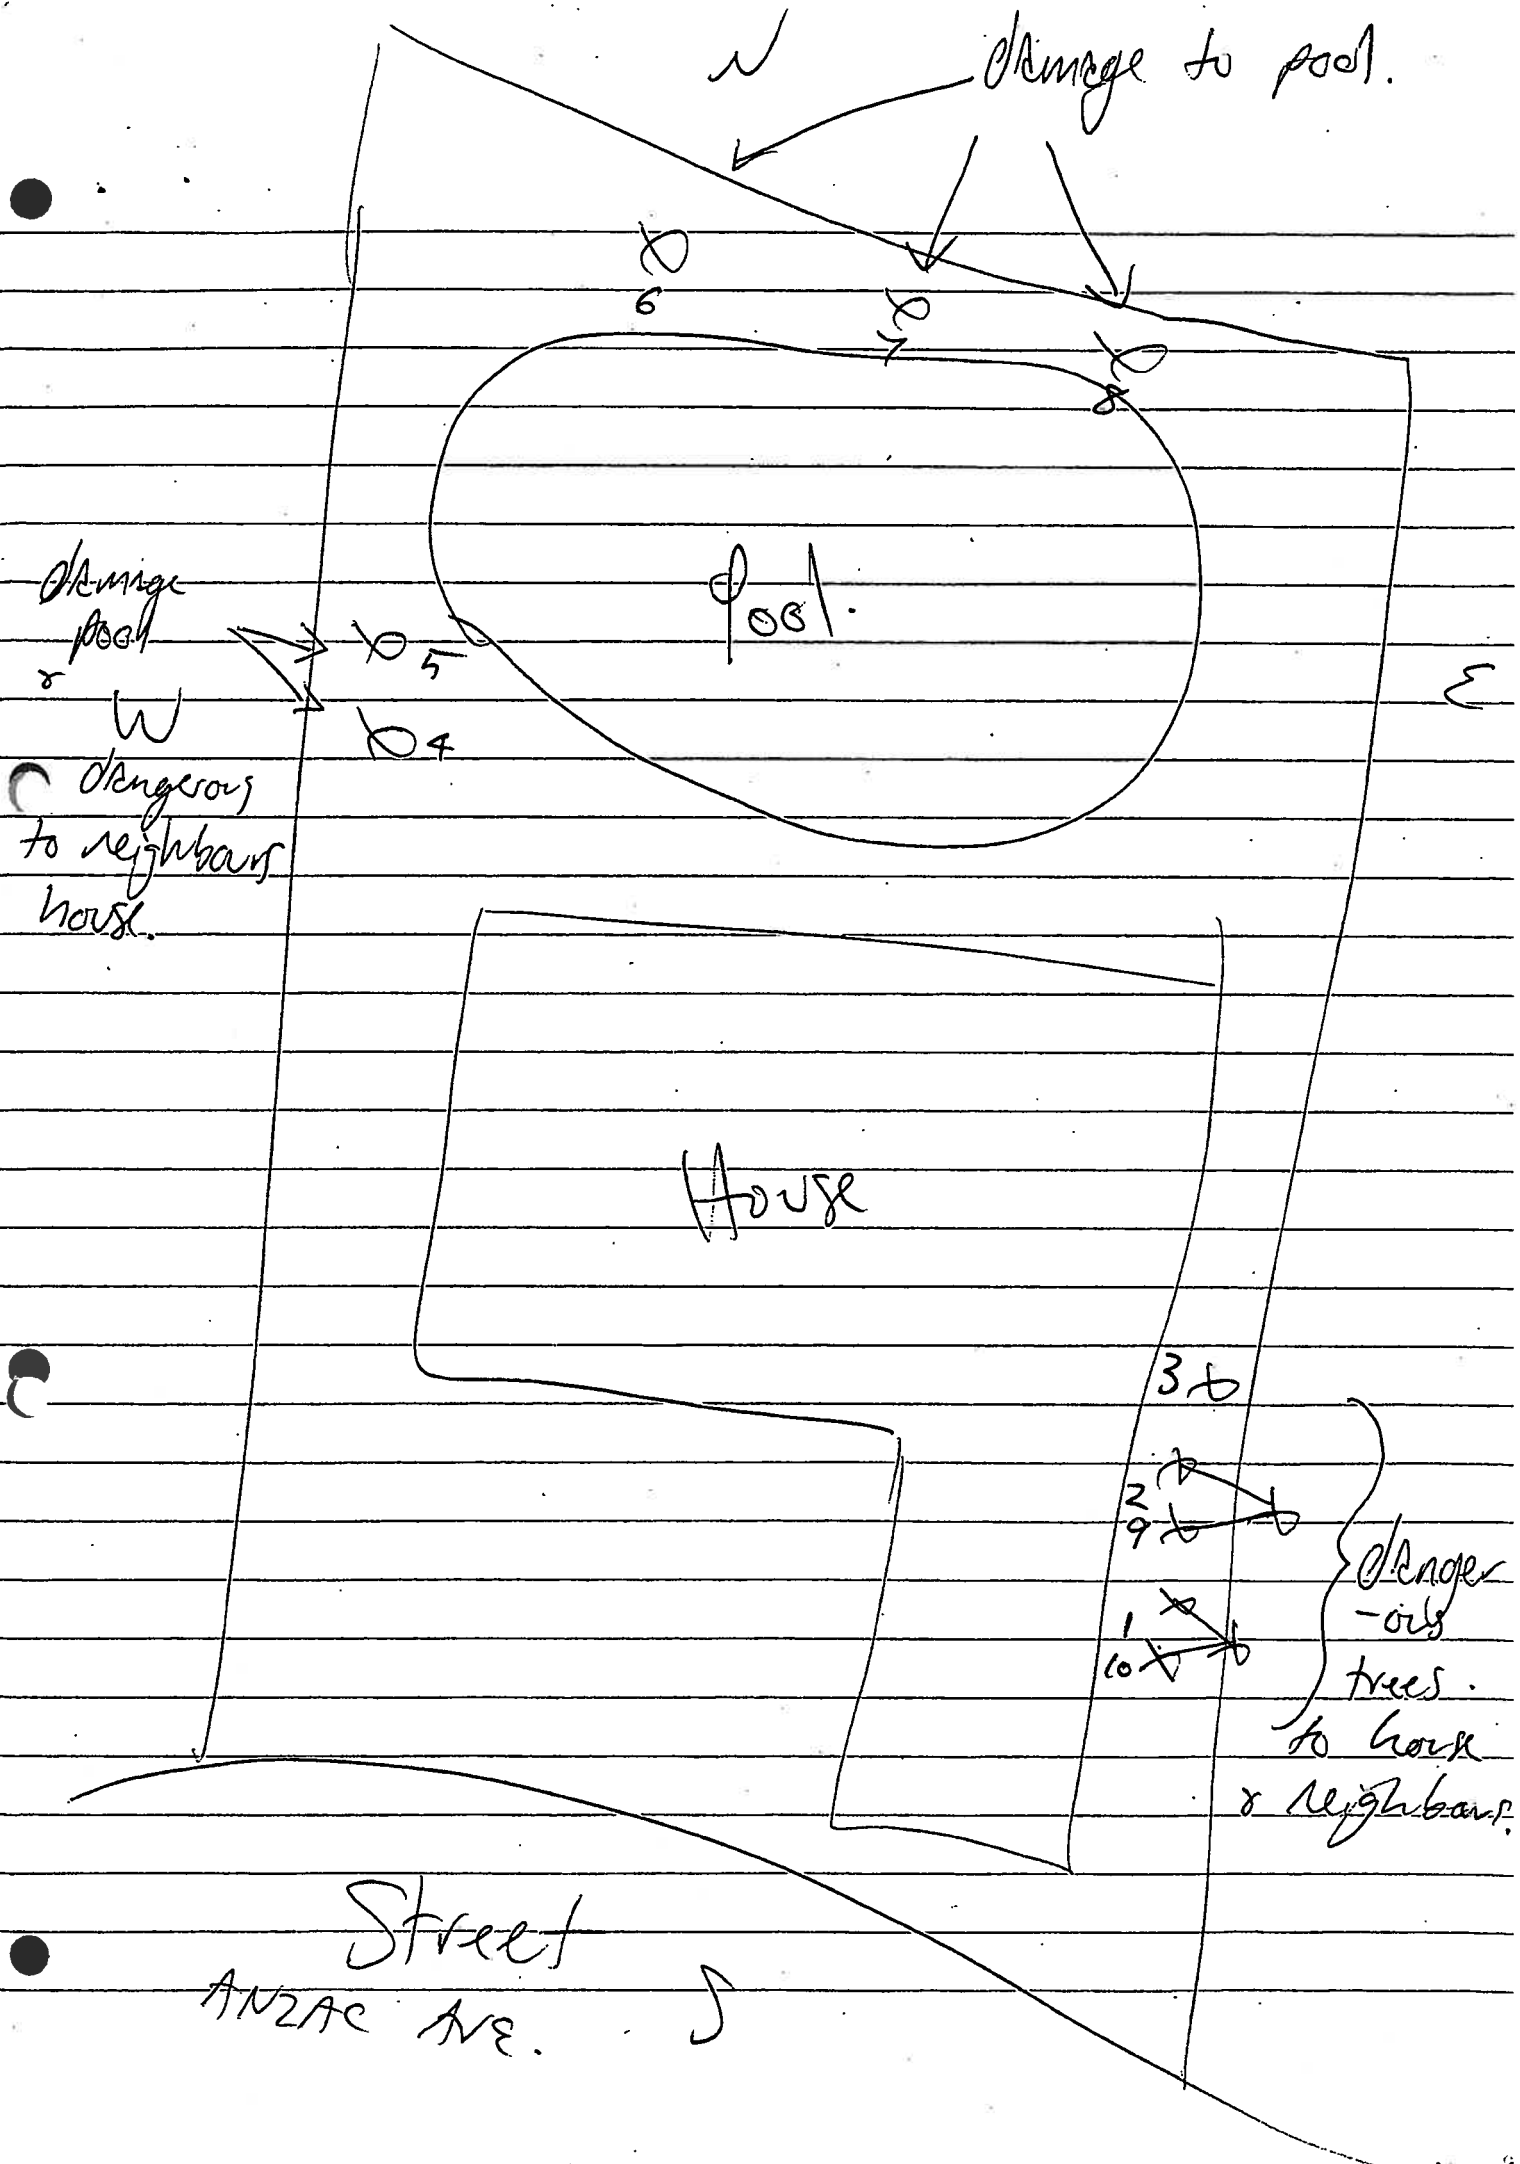 N
damage to pool.
6
7
8
Pool.
damage
pool
&
W
dangerous
to neighbours
house.
5
4
E
House
3
2
9
1
10
danger
-ous
trees.
to house
& neighbours.
Street
ANZAC AVE.
S